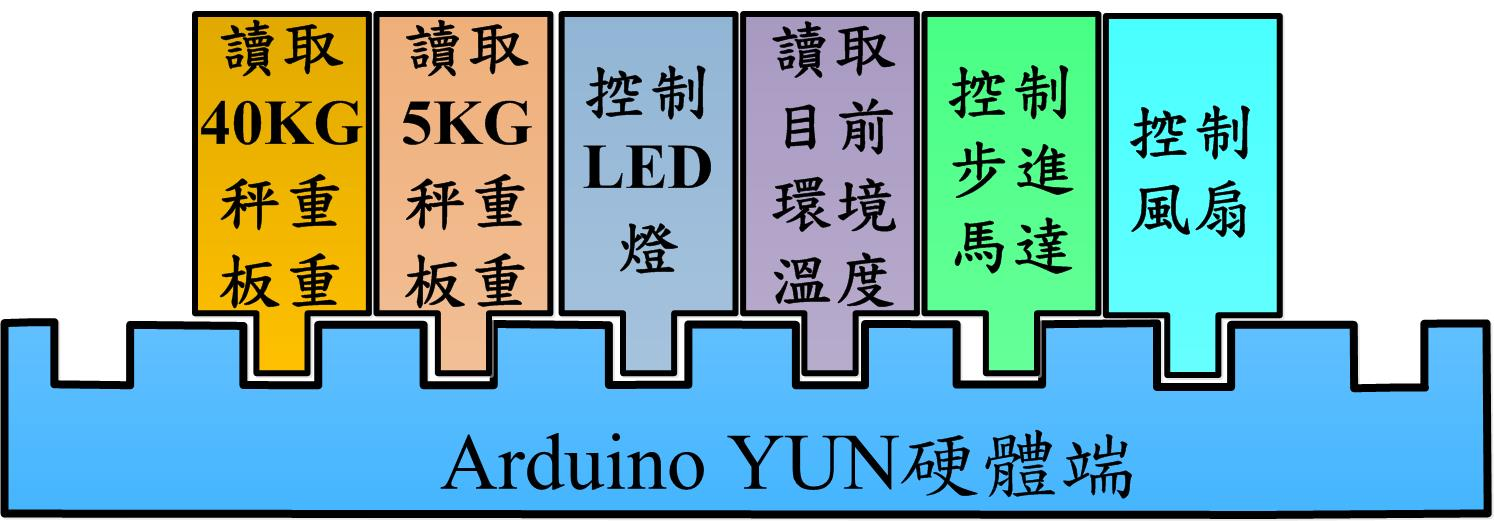 讀取
40KG
秤重
板重
讀取
5KG
秤重
板重
控制
LED
燈
讀取
目前
環境
溫度
控制
步進
馬達
控制
風扇
Arduino YUN硬體端